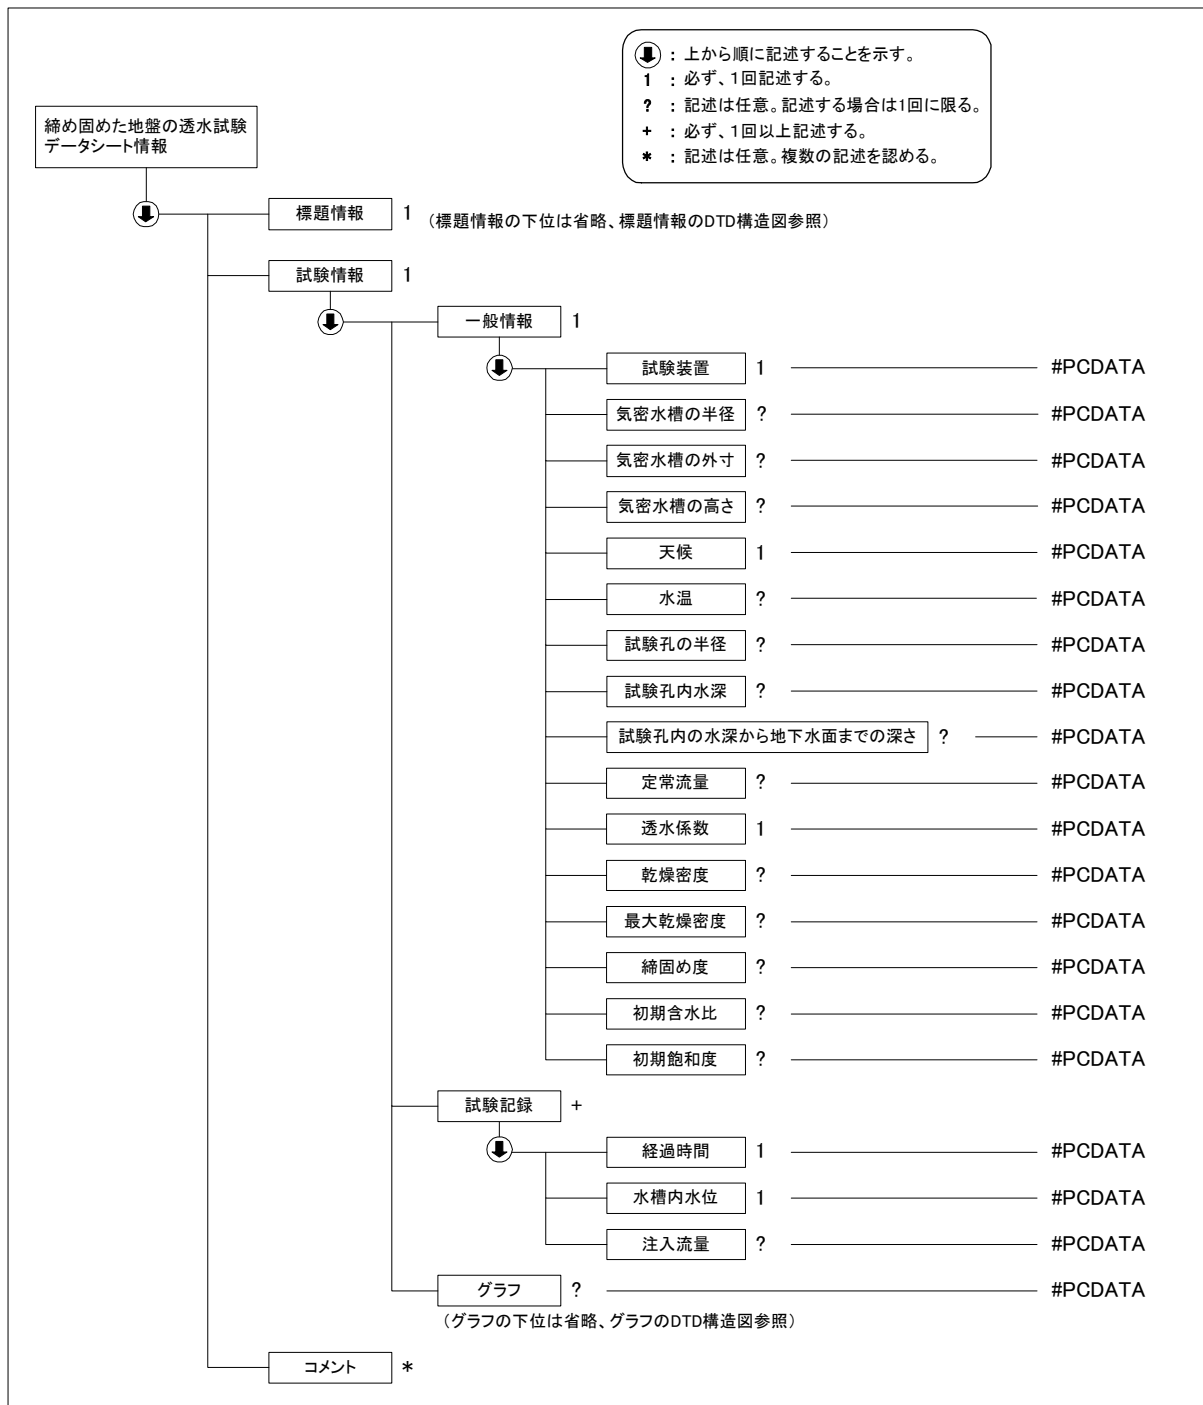 ：上から順に記述することを示す。
1 ：必ず、1回記述する。
? ：記述は任意。記述する場合は1回に限る。
+ ：必ず、1回以上記述する。
* ：記述は任意。複数の記述を認める。
締め固めた地盤の透水試験
データシート情報
標題情報 1 （標題情報の下位は省略、標題情報のDTD構造図参照）
試験情報 1
一般情報 1
試験装置 1 #PCDATA
気密水槽の半径 ? #PCDATA
気密水槽の外寸 ? #PCDATA
気密水槽の高さ ? #PCDATA
天候 1 #PCDATA
水温 ? #PCDATA
試験孔の半径 ? #PCDATA
試験孔内水深 ? #PCDATA
試験孔内の水深から地下水面までの深さ ? #PCDATA
定常流量 ? #PCDATA
透水係数 1 #PCDATA
乾燥密度 ? #PCDATA
最大乾燥密度 ? #PCDATA
締固め度 ? #PCDATA
初期含水比 ? #PCDATA
初期飽和度 ? #PCDATA
試験記録 +
経過時間 1 #PCDATA
水槽内水位 1 #PCDATA
注入流量 ? #PCDATA
グラフ ? #PCDATA
（グラフの下位は省略、グラフのDTD構造図参照）
コメント *